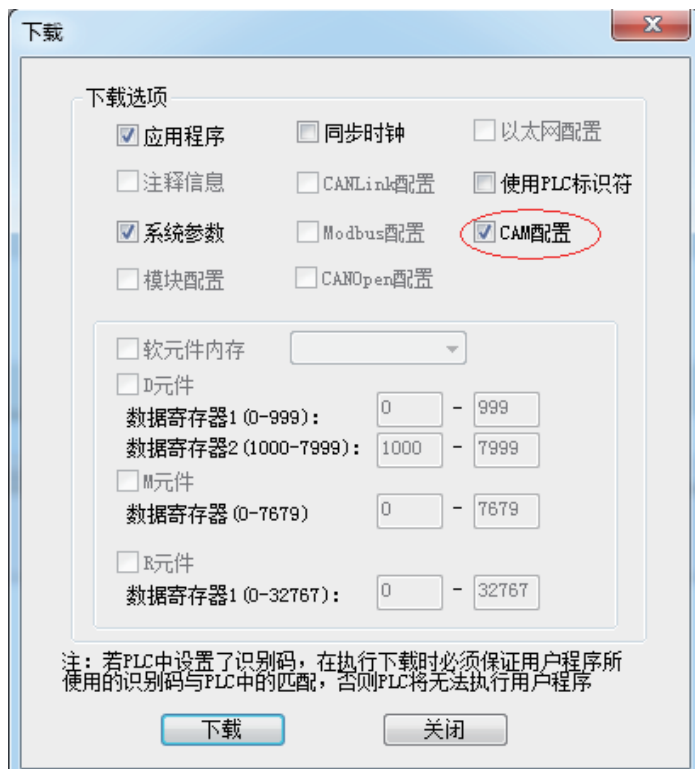 下载
下载选项
应用程序 同步时钟 以太网配置
注释信息 CANLink配置 使用PLC标识符
系统参数 Modbus配置 CAM配置
模块配置 CANOpen配置
软元件内存
D元件
数据寄存器1(0-999): 0 - 999
数据寄存器2(1000-7999): 1000 - 7999
M元件
数据寄存器(0-7679) 0 - 7679
R元件
数据寄存器1(0-32767): 0 - 32767
注：若PLC中设置了识别码，在执行下载时必须保证用户程序所
使用的识别码与PLC中的匹配，否则PLC将无法执行用户程序
下载 关闭